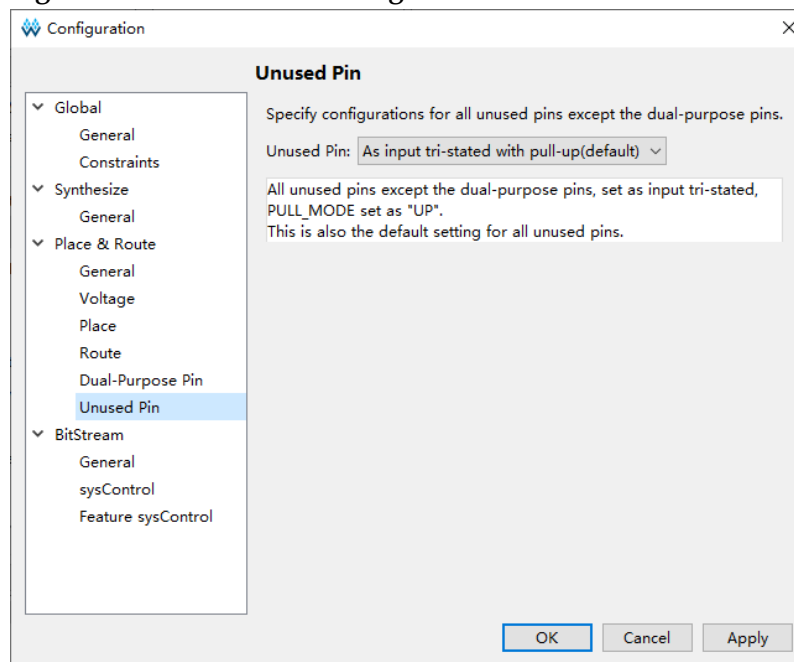 Configuration
Unused Pin
Global
General
Constraints
Synthesize
General
Place & Route
General
Voltage
Place
Route
Dual-Purpose Pin
Unused Pin
BitStream
General
sysControl
Feature sysControl
Specify configurations for all unused pins except the dual-purpose pins.
Unused Pin: As input tri-stated with pull-up(default)
All unused pins except the dual-purpose pins, set as input tri-stated,
PULL_MODE set as "UP".
This is also the default setting for all unused pins.
OK Cancel Apply